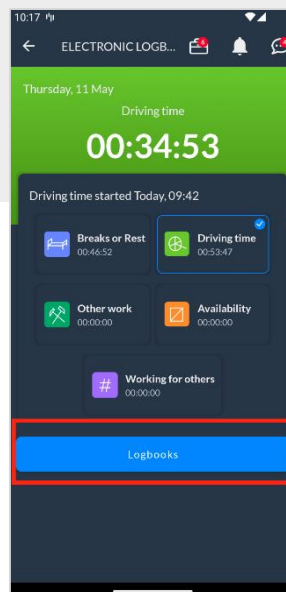 10:17
ELECTRONIC LOGB...
6
Thursday, 11 May
Driving time
00:34:53
Driving time started Today, 09:42
Breaks or Rest
00:46:52
Driving time
00:53:47
Other work
00:00:00
Availability
00:00:00
#
Working for others
00:00:00
Logbooks